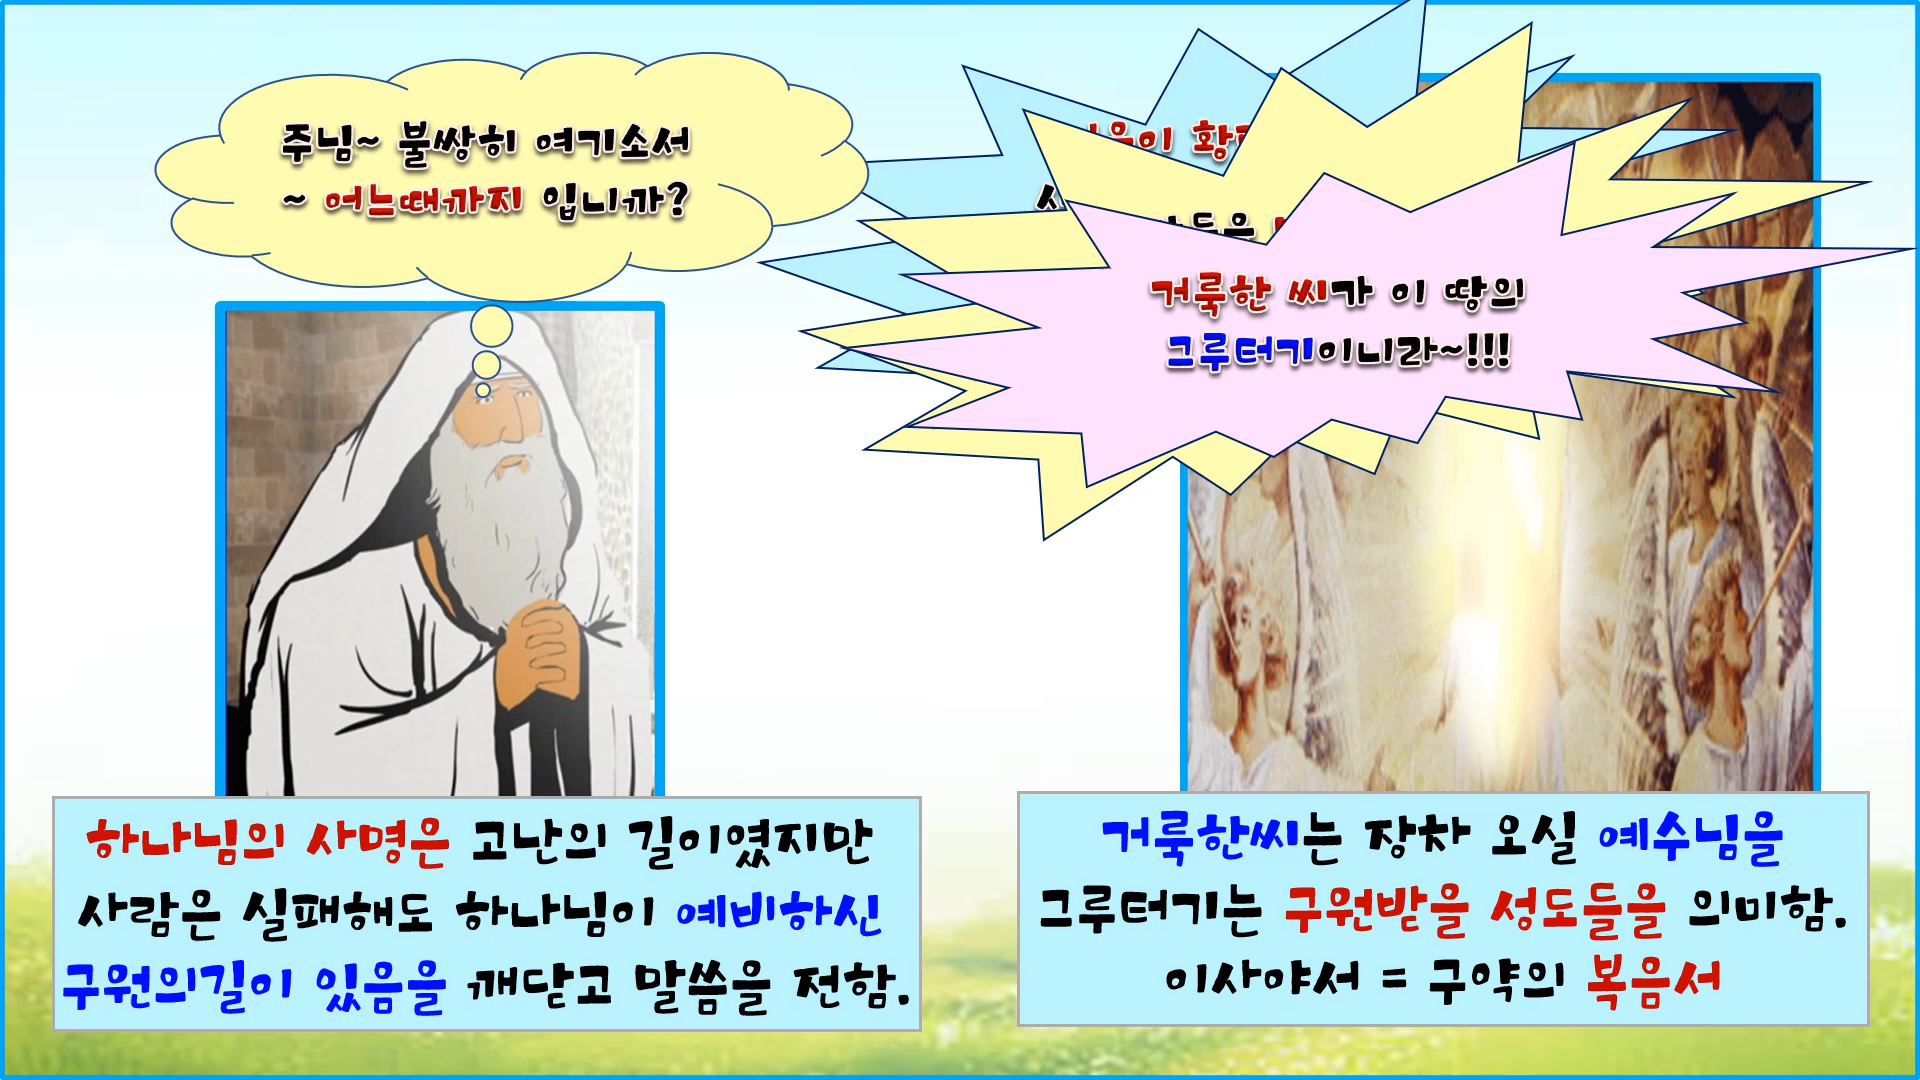 주님~ 불쌍히 여기소서
~ 어느때까지 입니까?
거룩한 씨가 이 땅의
그루터기이니라~!!!
하나님의 사명은 고난의 길이였지만
사람은 실패해도 하나님이 예비하신
구원의길이 있음을 깨닫고 말씀을 전함.
거룩한씨는 장차 오실 예수님을
그루터기는 구원받을 성도들을 의미함.
이사야서 = 구약의 복음서